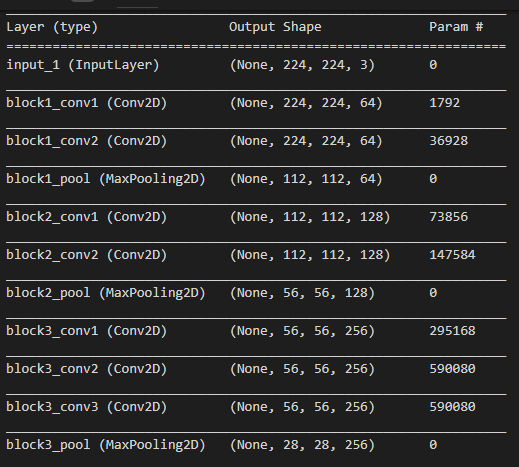 Layer (type) Output Shape Param #
=================================================================
input_1 (InputLayer) (None, 224, 224, 3) 0
_________________________________________________________________
block1_conv1 (Conv2D) (None, 224, 224, 64) 1792
_________________________________________________________________
block1_conv2 (Conv2D) (None, 224, 224, 64) 36928
_________________________________________________________________
block1_pool (MaxPooling2D) (None, 112, 112, 64) 0
_________________________________________________________________
block2_conv1 (Conv2D) (None, 112, 112, 128) 73856
_________________________________________________________________
block2_conv2 (Conv2D) (None, 112, 112, 128) 147584
_________________________________________________________________
block2_pool (MaxPooling2D) (None, 56, 56, 128) 0
_________________________________________________________________
block3_conv1 (Conv2D) (None, 56, 56, 256) 295168
_________________________________________________________________
block3_conv2 (Conv2D) (None, 56, 56, 256) 590080
_________________________________________________________________
block3_conv3 (Conv2D) (None, 56, 56, 256) 590080
_________________________________________________________________
block3_pool (MaxPooling2D) (None, 28, 28, 256) 0